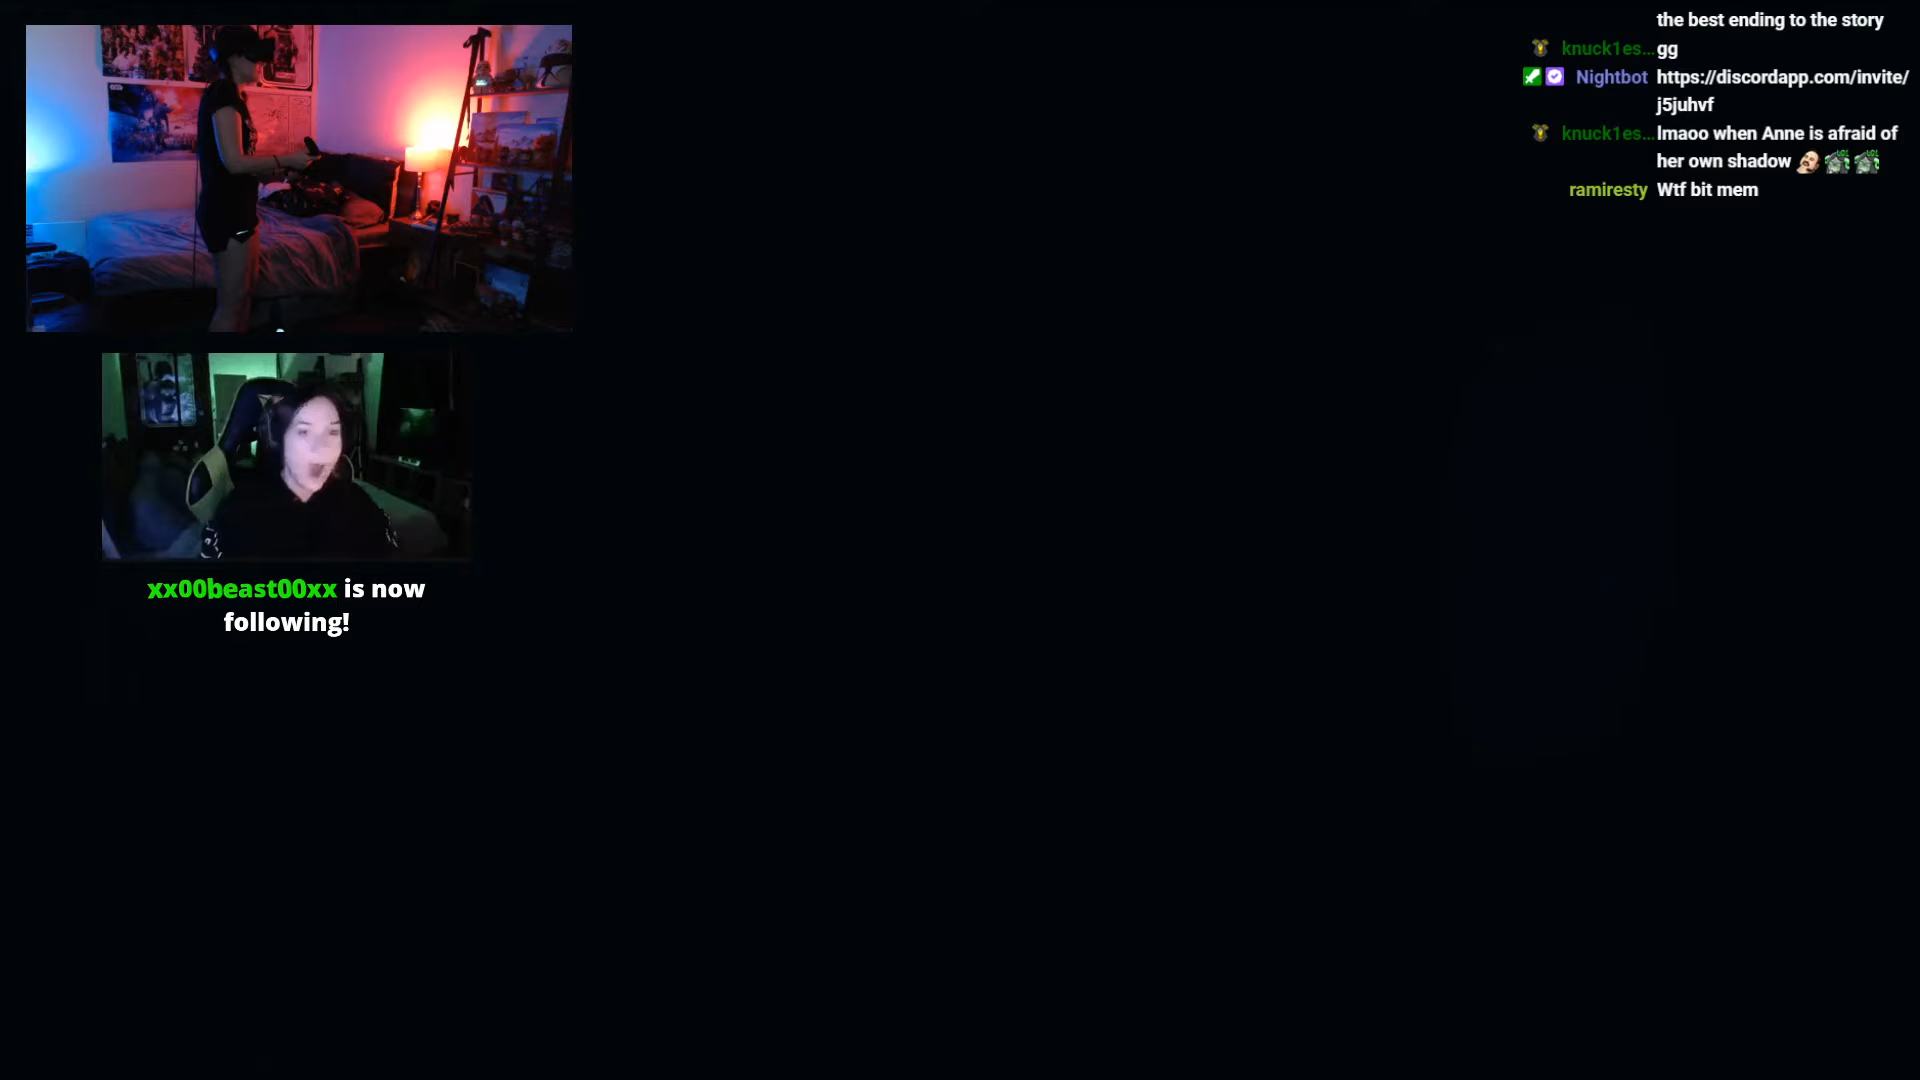 the best ending to the story
knuck1es... gg
Nightbot https://discordapp.com/invite/
j5juhvf
knuck1es... lmaoo when Anne is afraid of
her own shadow
ramiresty Wtf bit mem
xx00beast00xx is now
following!